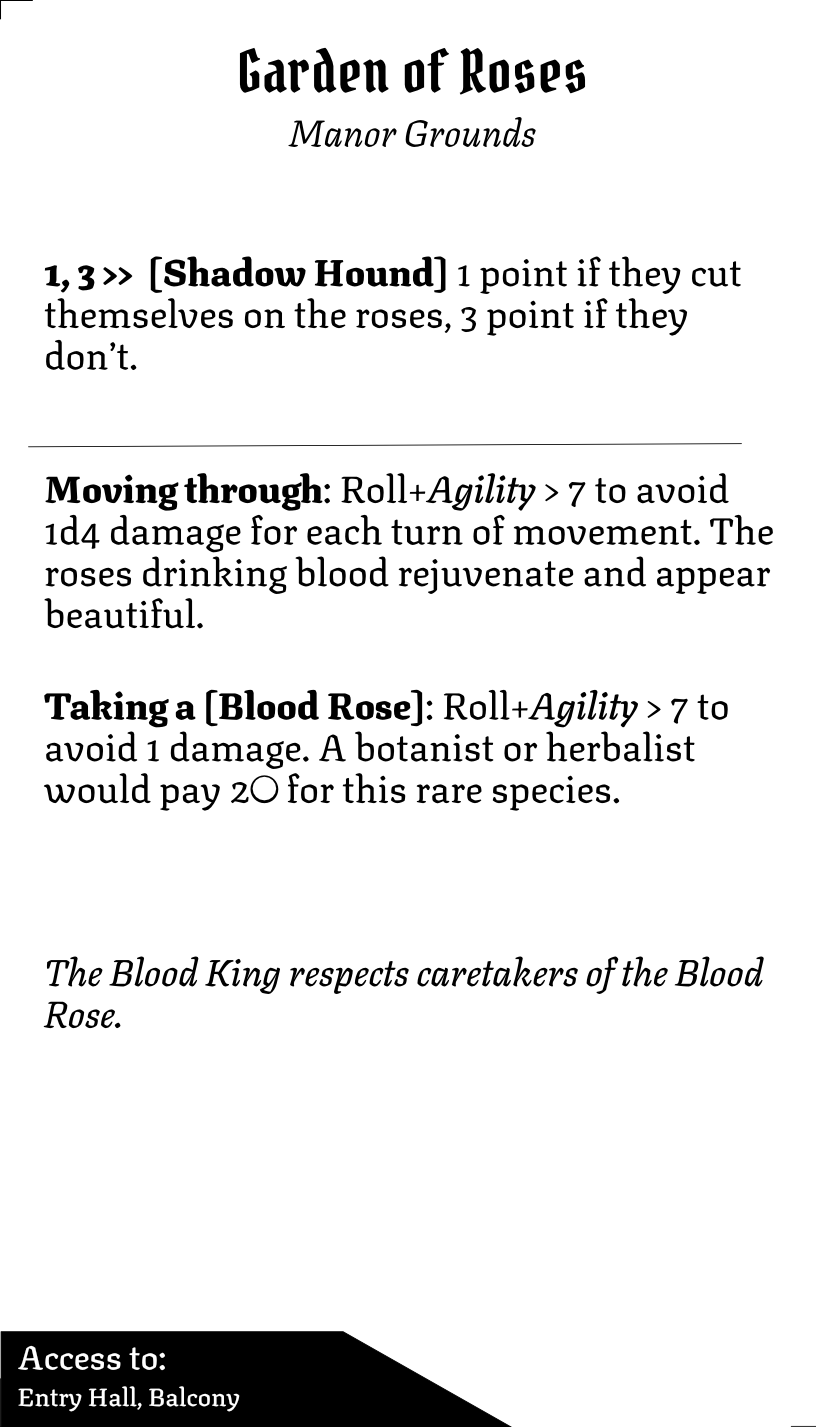 Garden of Roses
Manor Grounds
1, 3 >> [Shadow Hound] 1 point if they cut
themselves on the roses, 3 point if they
don’t.
Moving through: Roll+Agility > 7 to avoid
1d4 damage for each turn of movement. The
roses drinking blood rejuvenate and appear
beautiful.
Taking a [Blood Rose]: Roll+Agility > 7 to
avoid 1 damage. A botanist or herbalist
would pay 2○ for this rare species.
The Blood King respects caretakers of the Blood
Rose.
Access to:
Entry Hall, Balcony